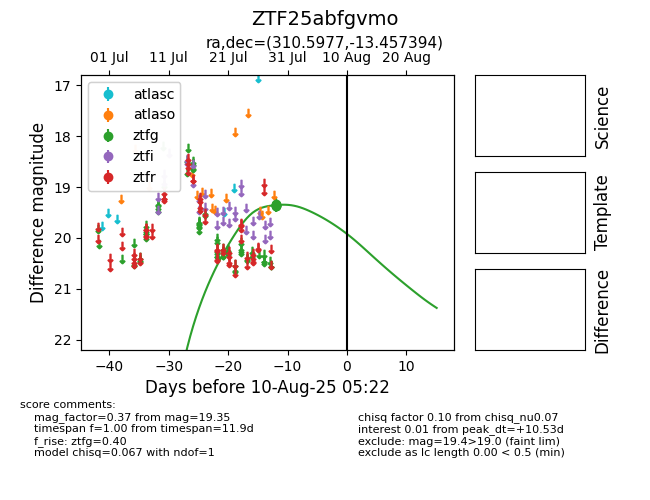 ZTF25abfgvmo
ra,dec=(310.5977,-13.457394)
01 Jul 11 Jul 21 Jul 31 Jul 10 Aug 20 Aug
17
18
19
20
21
22
Difference magnitude
atlasc
atlaso
ztfg
ztfi
ztfr
−40 −30 −20 −10 0 10
Days before 10-Aug-25 05:22
Science
Template
Difference
score comments:
mag_factor=0.37 from mag=19.35
timespan f=1.00 from timespan=11.9d
f_rise: ztfg=0.40
model chisq=0.067 with ndof=1
chisq factor 0.10 from chisq_nu0.07
interest 0.01 from peak_dt=+10.53d
exclude: mag=19.4>19.0 (faint lim)
exclude as lc length 0.00 < 0.5 (min)